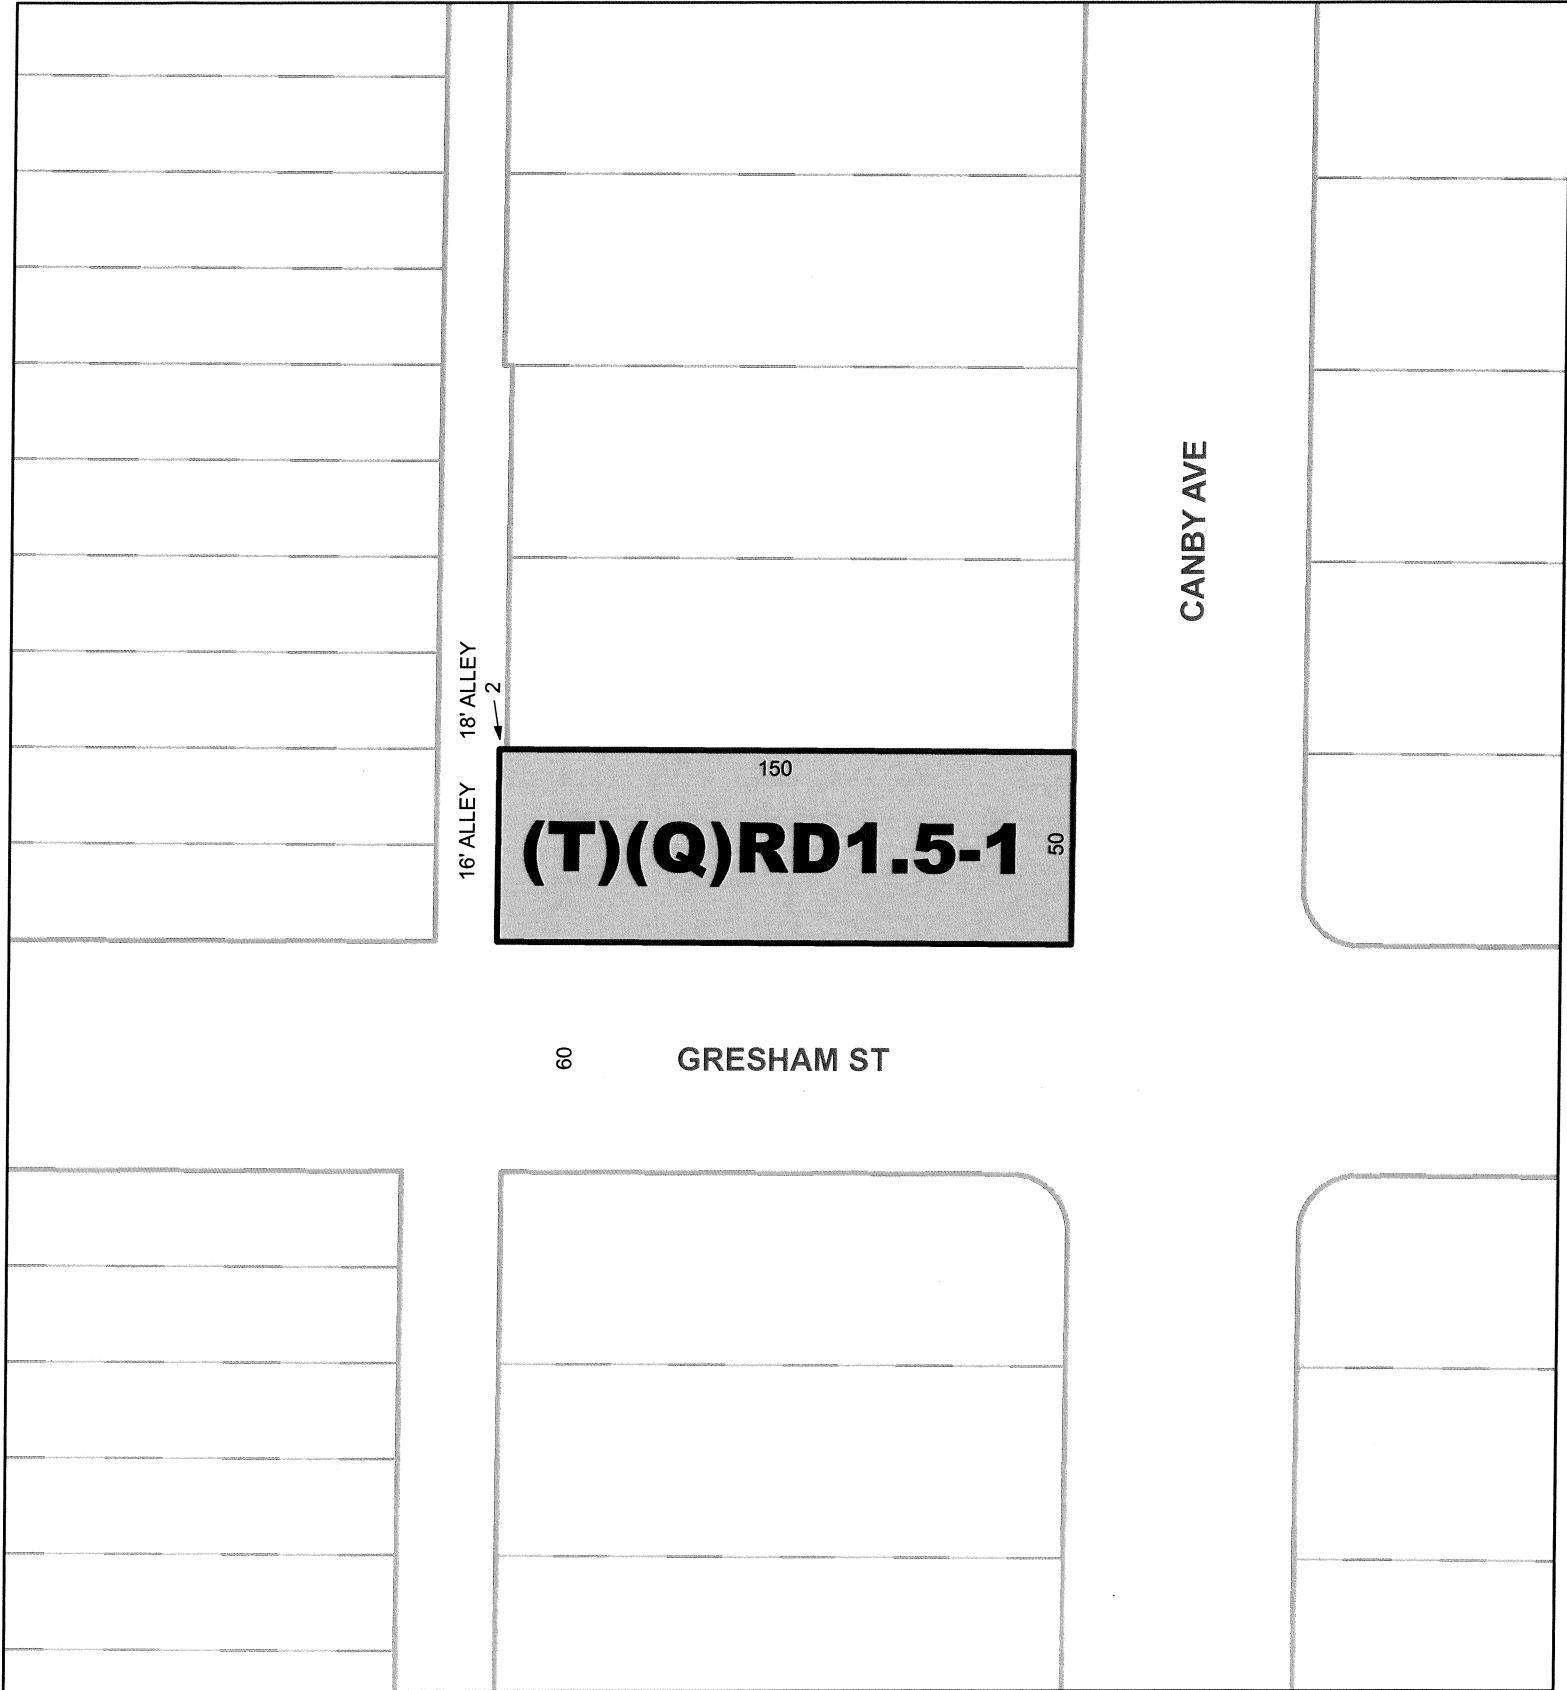 CANBY AVE
18' ALLEY
2
150
16' ALLEY
(T)(Q)RD1.5-1
50
60
GRESHAM ST